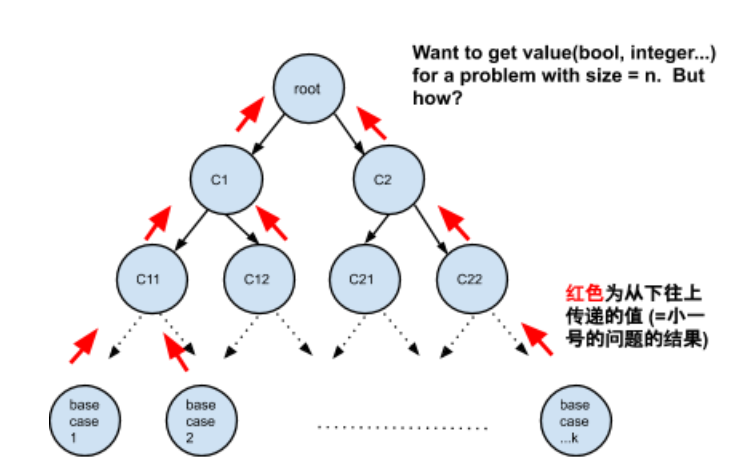 Want to get value(bool, integer...)
for a problem with size = n.  But
how?
root
C1
C2
C11
C12
C21
C22
红色为从下往上
传递的值 (=小一
号的问题的结果)
base
case
1
base
case
2
base
case
...k